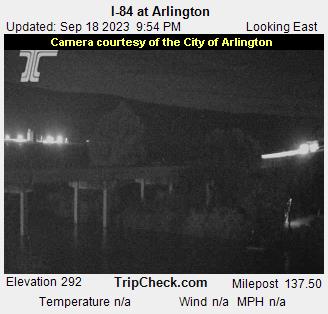 I-84 at Arlington
Updated: Sep 18 2023 9:54 PM Looking East
Camera courtesy of the City of Arlington
Elevation 292 TripCheck.com Milepost 137.50
Temperature n/a Wind n/a MPH n/a